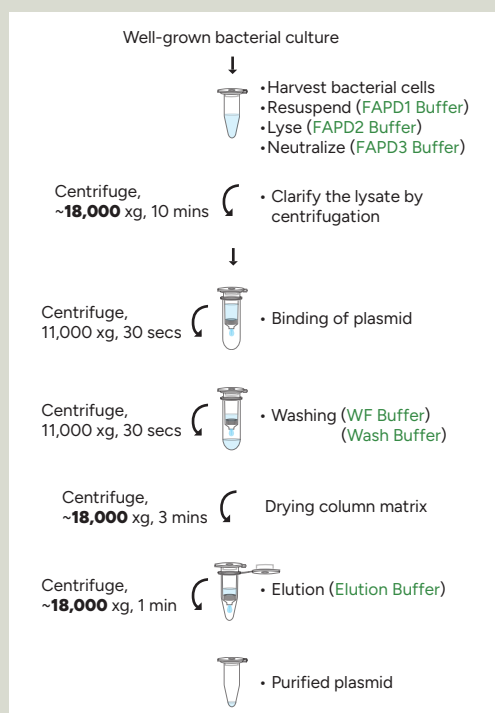 Well-grown bacterial culture
•Harvest bacterial cells
•Resuspend (FAPD1 Buffer)
•Lyse (FAPD2 Buffer)
•Neutralize (FAPD3 Buffer)
Centrifuge,
~18,000 xg, 10 mins
• Clarify the lysate by
centrifugation
Centrifuge,
11,000 xg, 30 secs
• Binding of plasmid
Centrifuge,
11,000 xg, 30 secs
• Washing (WF Buffer)
(Wash Buffer)
Centrifuge,
~18,000 xg, 3 mins
Drying column matrix
Centrifuge,
~18,000 xg, 1 min
• Elution (Elution Buffer)
• Purified plasmid